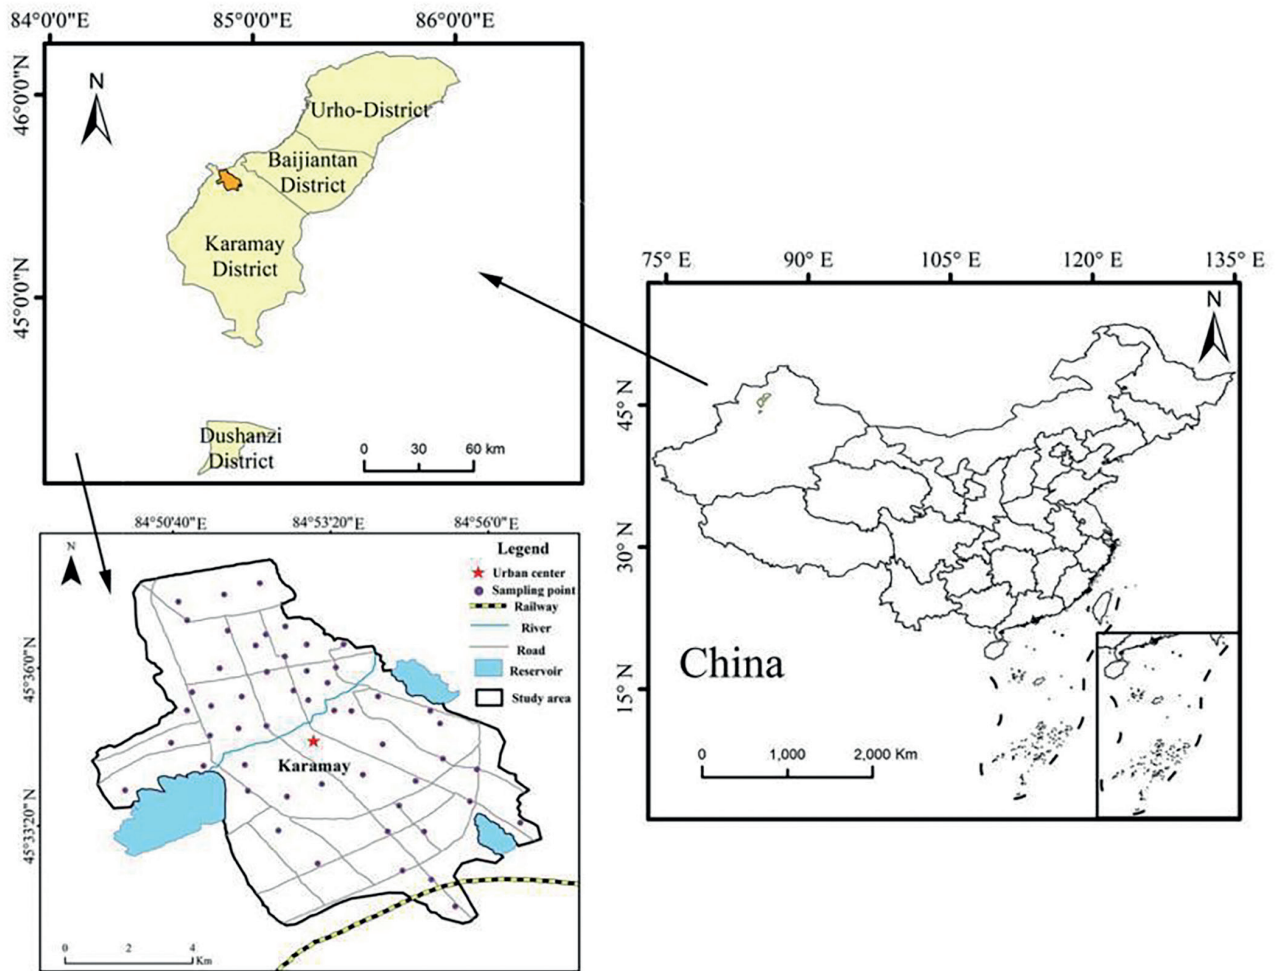 84°0'0"E 85°0'0"E 86°0'0"E
46°0'0"N
45°0'0"N
N
Urho-District
Baijiantan
District
Karamay
District
Dushanzi
District
0 30 60 km
75° E 90° E 105° E 120° E 135° E
45° N
30° N
15° N
N
China
0 1,000 2,000 Km
84°50'40"E 84°53'20"E 84°56'0"E
45°36'0"N
45°33'20"N
N
Legend
Urban center
Sampling point
Railway
River
Road
Reservoir
Study area
Karamay
0 2 4 Km